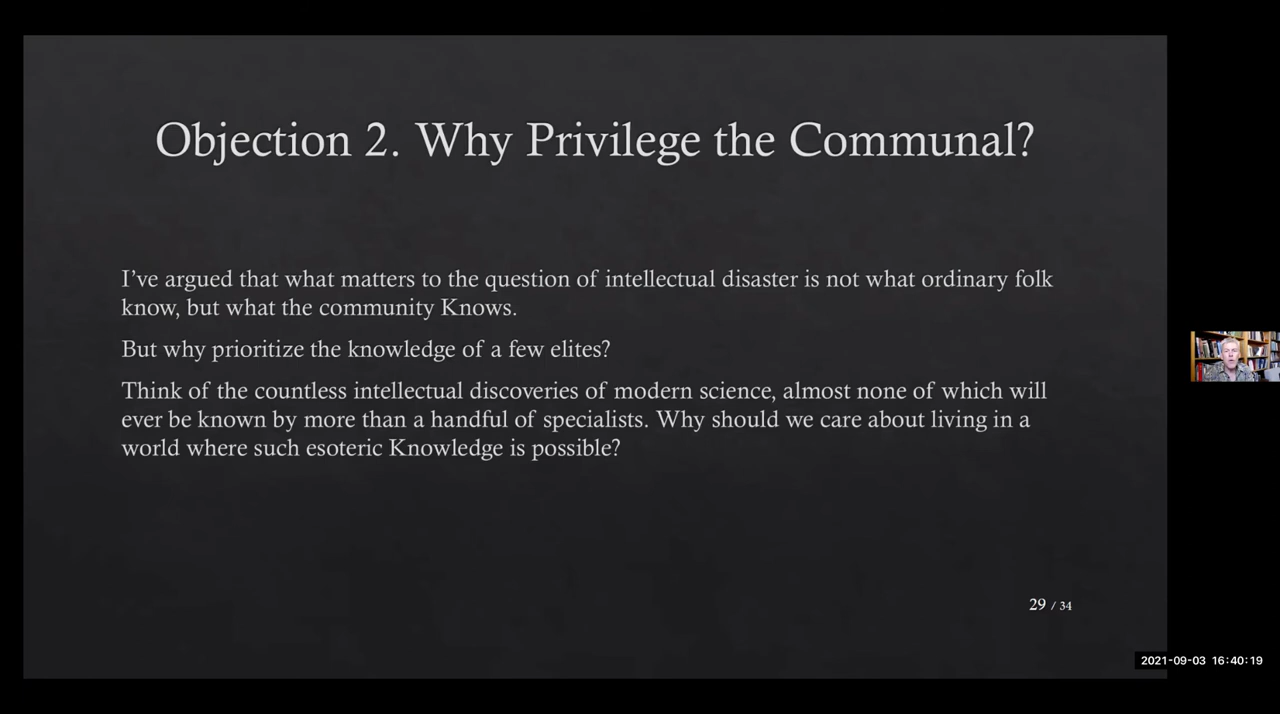 Objection 2. Why Privilege the Communal?
I’ve argued that what matters to the question of intellectual disaster is not what ordinary folk
know, but what the community Knows.
But why prioritize the knowledge of a few elites?
Think of the countless intellectual discoveries of modern science, almost none of which will
ever be known by more than a handful of specialists. Why should we care about living in a
world where such esoteric Knowledge is possible?
29 / 34
2021-09-03 16:40:19